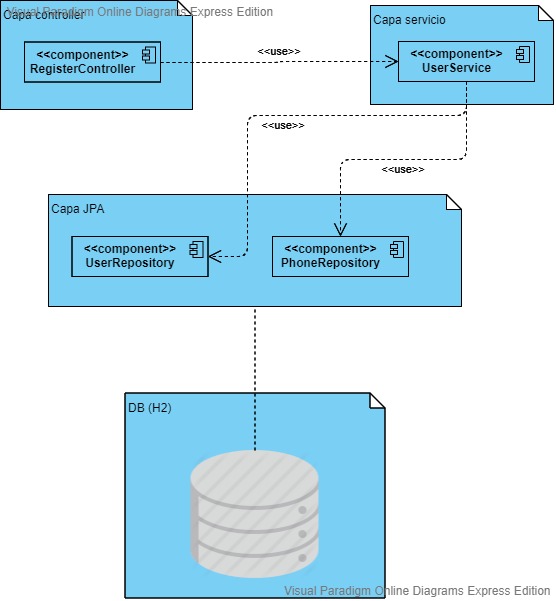 Visual Paradigm Online Diagrams Express Edition
Capa controller
Capa servicio
<<component>>
RegisterController
<<use>>
<<component>>
UserService
<<use>>
<<use>>
Capa JPA
<<component>>
UserRepository
<<component>>
PhoneRepository
DB (H2)
Visual Paradigm Online Diagrams Express Edition